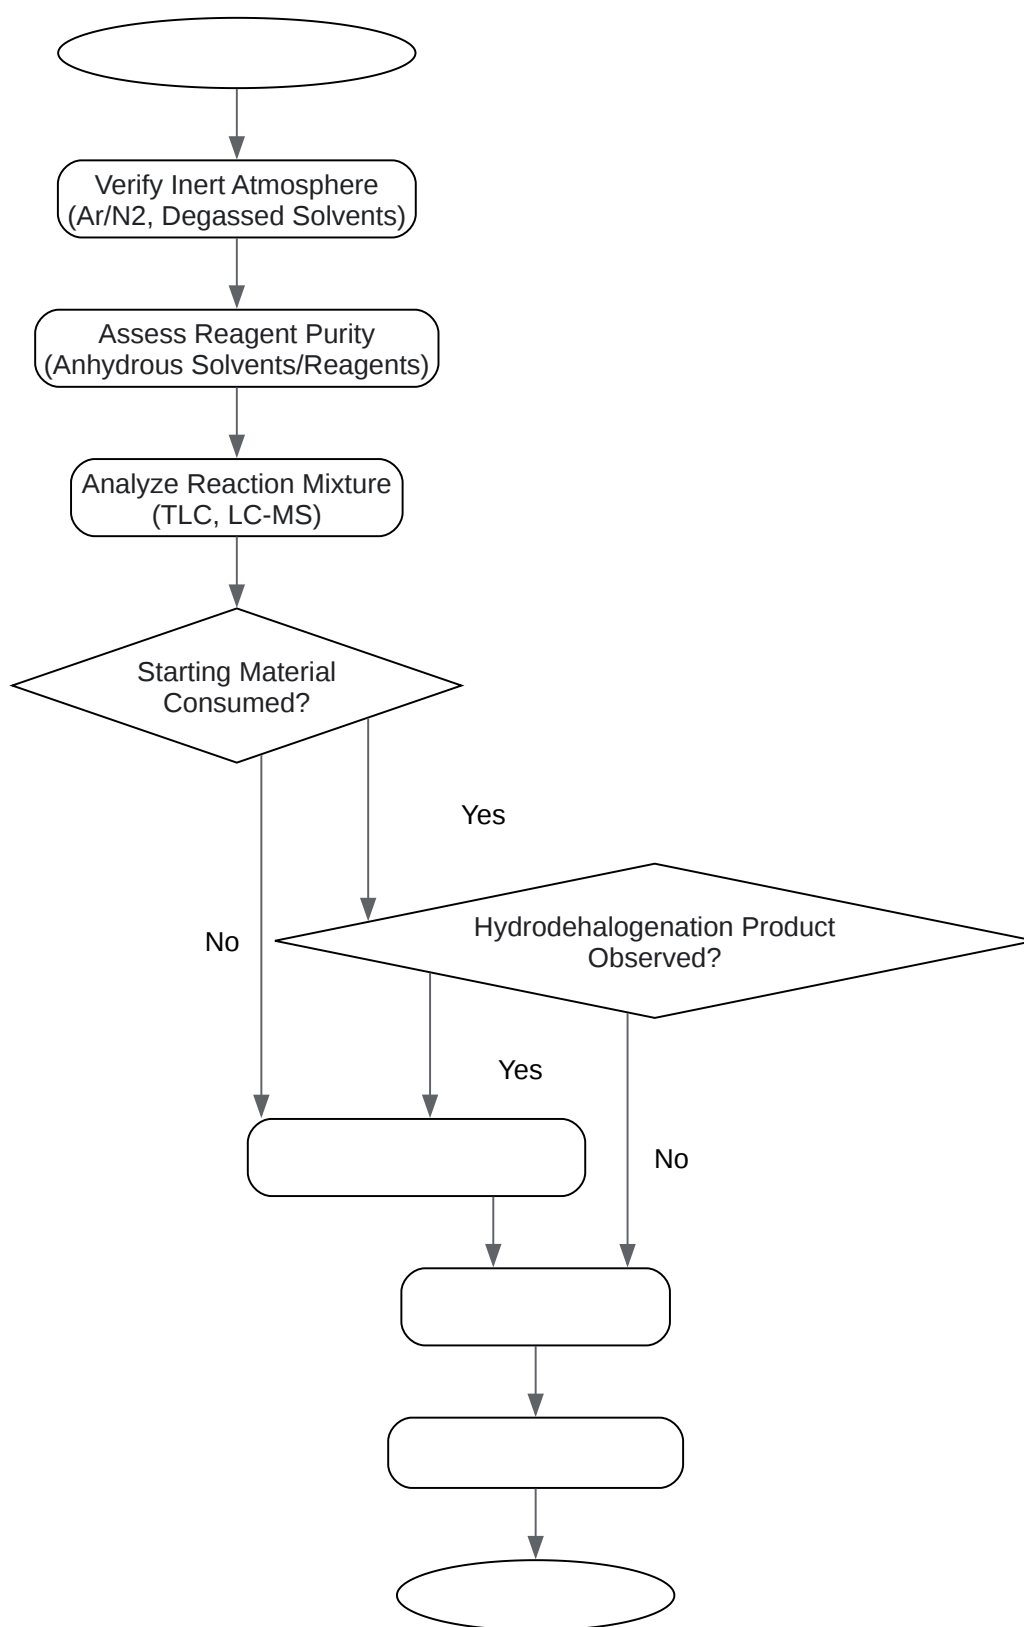 Verify Inert Atmosphere
(Ar/N2, Degassed Solvents)
Assess Reagent Purity
(Anhydrous Solvents/Reagents)
Analyze Reaction Mixture
(TLC, LC-MS)
Starting Material
Consumed?
Yes
Hydrodehalogenation Product
Observed?
No
Yes
No